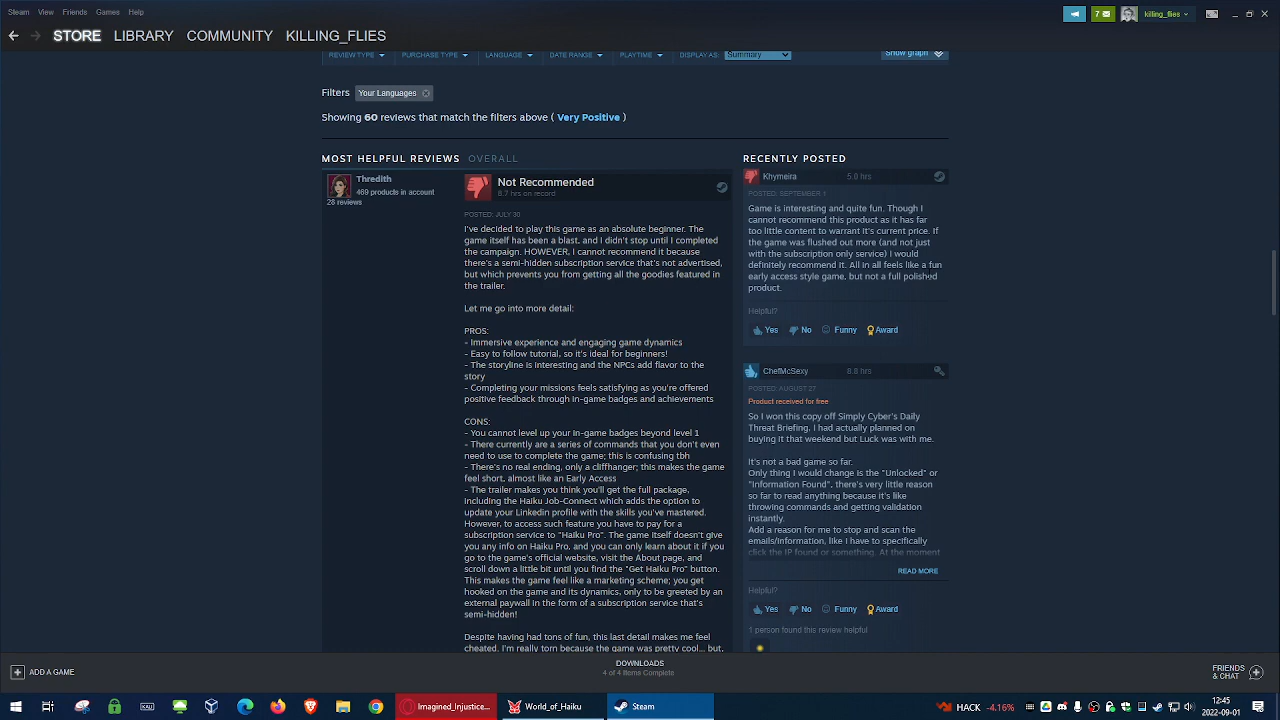 Steam View Friends Games Help
7 killing_flies
STORE LIBRARY COMMUNITY KILLING_FLIES
REVIEW TYPE PURCHASE TYPE LANGUAGE DATE RANGE PLAYTIME DISPLAY AS: Summary Show graph
Filters Your Languages
Showing 60 reviews that match the filters above ( Very Positive )
MOST HELPFUL REVIEWS OVERALL
Thredith
469 products in account
28 reviews
Not Recommended
8.7 hrs on record
POSTED: JULY 30
I've decided to play this game as an absolute beginner. The
game itself has been a blast, and I didn't stop until I completed
the campaign. HOWEVER, I cannot recommend it because
there's a semi-hidden subscription service that's not advertised,
but which prevents you from getting all the goodies featured in
the trailer.
Let me go into more detail:
PROS:
- Immersive experience and engaging game dynamics
- Easy to follow tutorial, so it's ideal for beginners!
- The storyline is interesting and the NPCs add flavor to the
story
- Completing your missions feels satisfying as you're offered
positive feedback through in-game badges and achievements
CONS:
- You cannot level up your in-game badges beyond level 1
- There currently are a series of commands that you don't even
need to use to complete the game; this is confusing tbh
- There's no real ending, only a cliffhanger; this makes the game
feel short, almost like an Early Access
- The trailer makes you think you'll get the full package,
including the Haiku Job-Connect which adds the option to
update your Linkedin profile with the skills you've mastered.
However, to access such feature you have to pay for a
subscription service to "Haiku Pro". The game itself doesn't give
you any info on Haiku Pro, and you can only learn about it if you
go to the game's official website, visit the About page, and
scroll down a little bit until you find the "Get Haiku Pro" button.
This makes the game feel like a marketing scheme; you get
hooked on the game and its dynamics, only to be greeted by an
external paywall in the form of a subscription service that's
semi-hidden!
Despite having had tons of fun, this last detail makes me feel
cheated. I'm really torn because the game was pretty cool... but,
RECENTLY POSTED
Khymeira 5.0 hrs
POSTED: SEPTEMBER 1
Game is interesting and quite fun. Though I
cannot recommend this product as it has far
too little content to warrant it's current price. If
the game was flushed out more (and not just
with the subscription only service) I would
definitely recommend it. All in all feels like a fun
early access style game, but not a full polished
product.
Helpful?
Yes No Funny Award
ChefMcSexy 8.8 hrs
POSTED: AUGUST 27
Product received for free
So I won this copy off Simply Cyber's Daily
Threat Briefing, I had actually planned on
buying it that weekend but Luck was with me.
It's not a bad game so far.
Only thing I would change is the "Unlocked" or
"Information Found", there's very little reason
so far to read anything because it's like
throwing commands and getting validation
instantly.
Add a reason for me to stop and scan the
emails/information, like I have to specifically
click the IP found or something. At the moment
READ MORE
Helpful?
Yes No Funny Award
1 person found this review helpful
ADD A GAME
DOWNLOADS
4 of 4 Items Complete
FRIENDS
& CHAT
Imagined_Injustice... World_of_Haiku Steam HACK -4.16% 12:45
2022-09-01